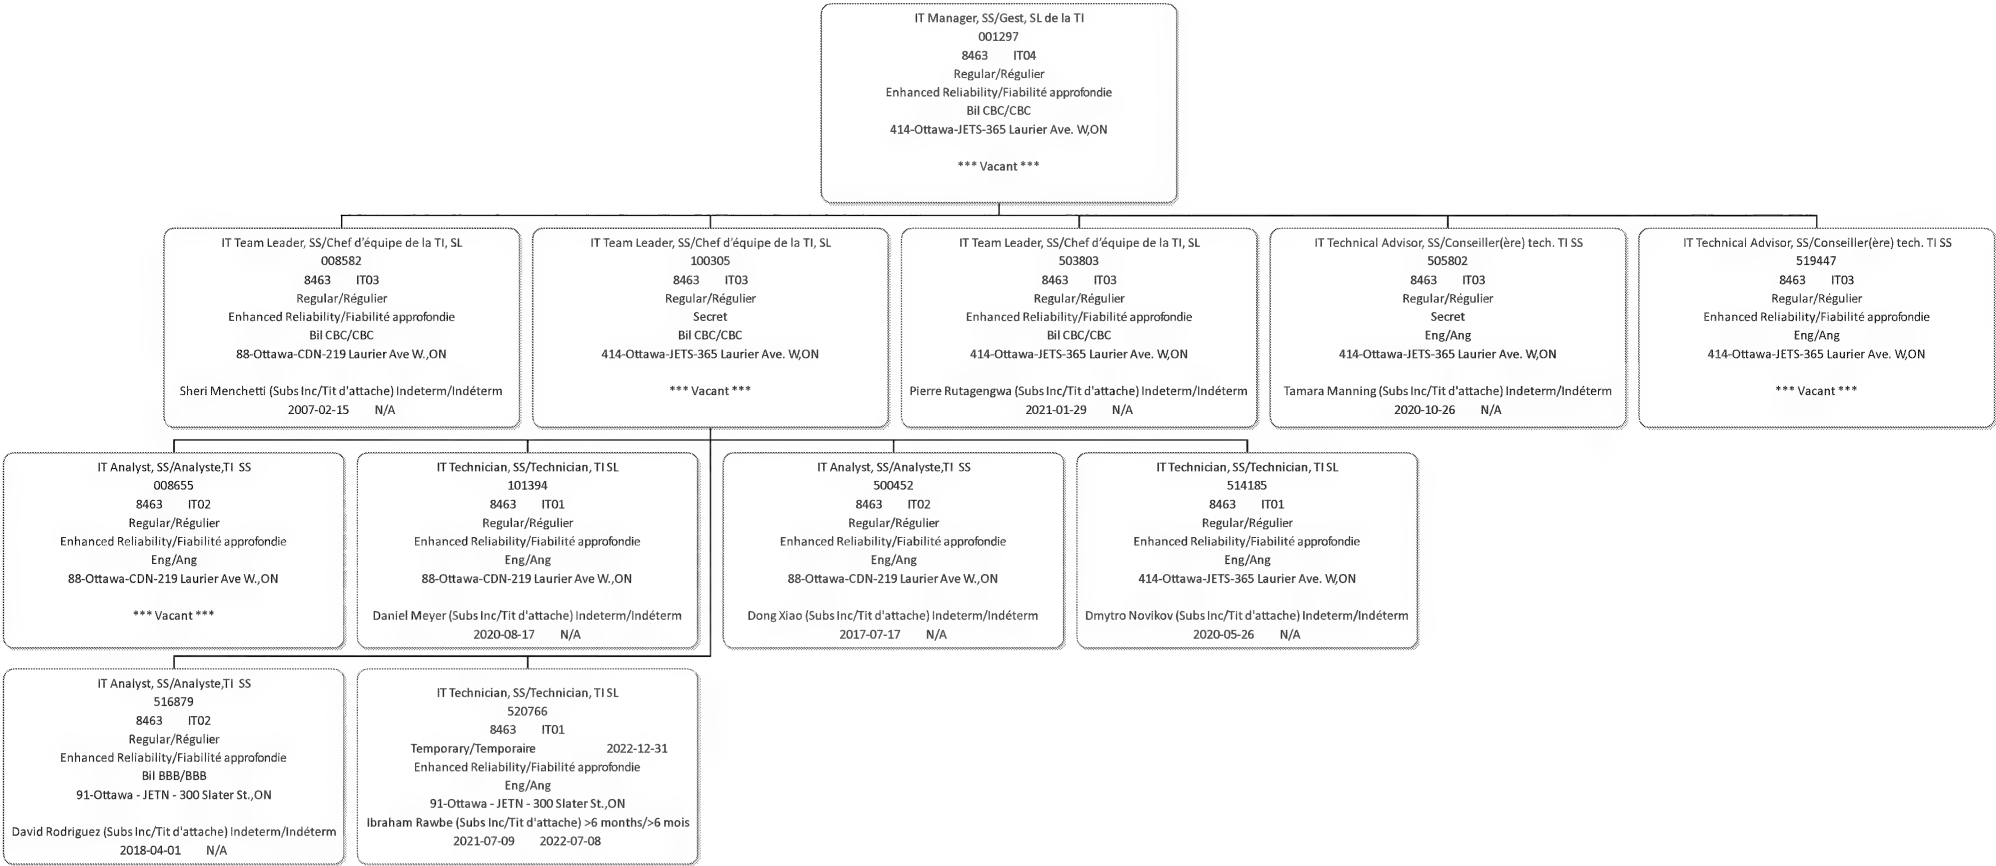 IT Manager, SS/Gest, SL de la TI
001297
8463 IT04
Regular/Régulier
Enhanced Reliability/Fiabilité approfondie
Bil CBC/CBC
414-Ottawa-JETS-365 Laurier Ave. W,ON
*** Vacant ***
IT Team Leader, SS/Chef d'équipe de la TI, SL
008582
8463 IT03
Regular/Régulier
Enhanced Reliability/Fiabilité approfondie
Bil CBC/CBC
88-Ottawa-CDN-219 Laurier Ave W.,ON
Sheri Menchetti (Subs Inc/Tit d'attache) Indeterm/Indéterm
2007-02-15 N/A
IT Team Leader, SS/Chef d'équipe de la TI, SL
100305
8463 IT03
Regular/Régulier
Secret
Bil CBC/CBC
414-Ottawa-JETS-365 Laurier Ave. W,ON
*** Vacant ***
IT Team Leader, SS/Chef d'équipe de la TI, SL
503803
8463 IT03
Regular/Régulier
Enhanced Reliability/Fiabilité approfondie
Bil CBC/CBC
414-Ottawa-JETS-365 Laurier Ave. W,ON
Pierre Rutagengwa (Subs Inc/Tit d'attache) Indeterm/Indéterm
2021-01-29 N/A
IT Technical Advisor, SS/Conseiller(ère) tech. TI SS
505802
8463 IT03
Regular/Régulier
Secret
Eng/Ang
414-Ottawa-JETS-365 Laurier Ave. W,ON
Tamara Manning (Subs Inc/Tit d'attache) Indeterm/Indéterm
2020-10-26 N/A
IT Technical Advisor, SS/Conseiller(ère) tech. TI SS
519447
8463 IT03
Regular/Régulier
Enhanced Reliability/Fiabilité approfondie
Eng/Ang
414-Ottawa-JETS-365 Laurier Ave. W,ON
*** Vacant ***
IT Analyst, SS/Analyste,TI SS
008655
8463 IT02
Regular/Régulier
Enhanced Reliability/Fiabilité approfondie
Eng/Ang
88-Ottawa-CDN-219 Laurier Ave W.,ON
*** Vacant ***
IT Technician, SS/Technician, TI SL
101394
8463 IT01
Regular/Régulier
Enhanced Reliability/Fiabilité approfondie
Eng/Ang
88-Ottawa-CDN-219 Laurier Ave W.,ON
Daniel Meyer (Subs Inc/Tit d'attache) Indeterm/Indéterm
2020-08-17 N/A
IT Analyst, SS/Analyste,TI SS
500452
8463 IT02
Regular/Régulier
Enhanced Reliability/Fiabilité approfondie
Eng/Ang
88-Ottawa-CDN-219 Laurier Ave W.,ON
Dong Xiao (Subs Inc/Tit d'attache) Indeterm/Indéterm
2017-07-17 N/A
IT Technician, SS/Technician, TI SL
514185
8463 IT01
Regular/Régulier
Enhanced Reliability/Fiabilité approfondie
Eng/Ang
414-Ottawa-JETS-365 Laurier Ave. W,ON
Dmytro Novikov (Subs Inc/Tit d'attache) Indeterm/Indéterm
2020-05-26 N/A
IT Analyst, SS/Analyste,TI SS
516879
8463 IT02
Regular/Régulier
Enhanced Reliability/Fiabilité approfondie
Bil BBB/BBB
91-Ottawa - JETN - 300 Slater St.,ON
David Rodriguez (Subs Inc/Tit d'attache) Indeterm/Indéterm
2018-04-01 N/A
IT Technician, SS/Technician, TI SL
520766
8463 IT01
Temporary/Temporaire 2022-12-31
Enhanced Reliability/Fiabilité approfondie
Eng/Ang
91-Ottawa - JETN - 300 Slater St.,ON
Ibraham Rawbe (Subs Inc/Tit d'attache) >6 months/>6 mois
2021-07-09 2022-07-08